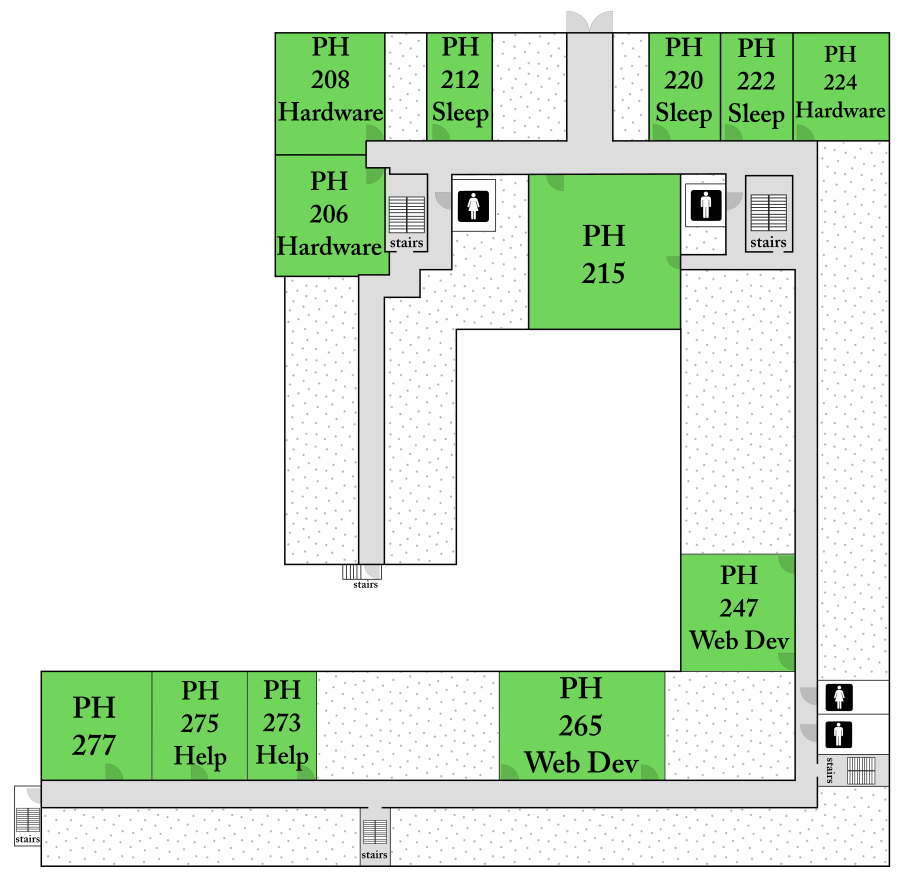 PH
208
Hardware
PH
212
Sleep
PH
220
Sleep
PH
222
Sleep
PH
224
Hardware
PH
206
Hardware
stairs
PH
215
stairs
stairs
PH
247
Web Dev
PH
277
PH
275
Help
PH
273
Help
PH
265
Web Dev
stairs
stairs
stairs